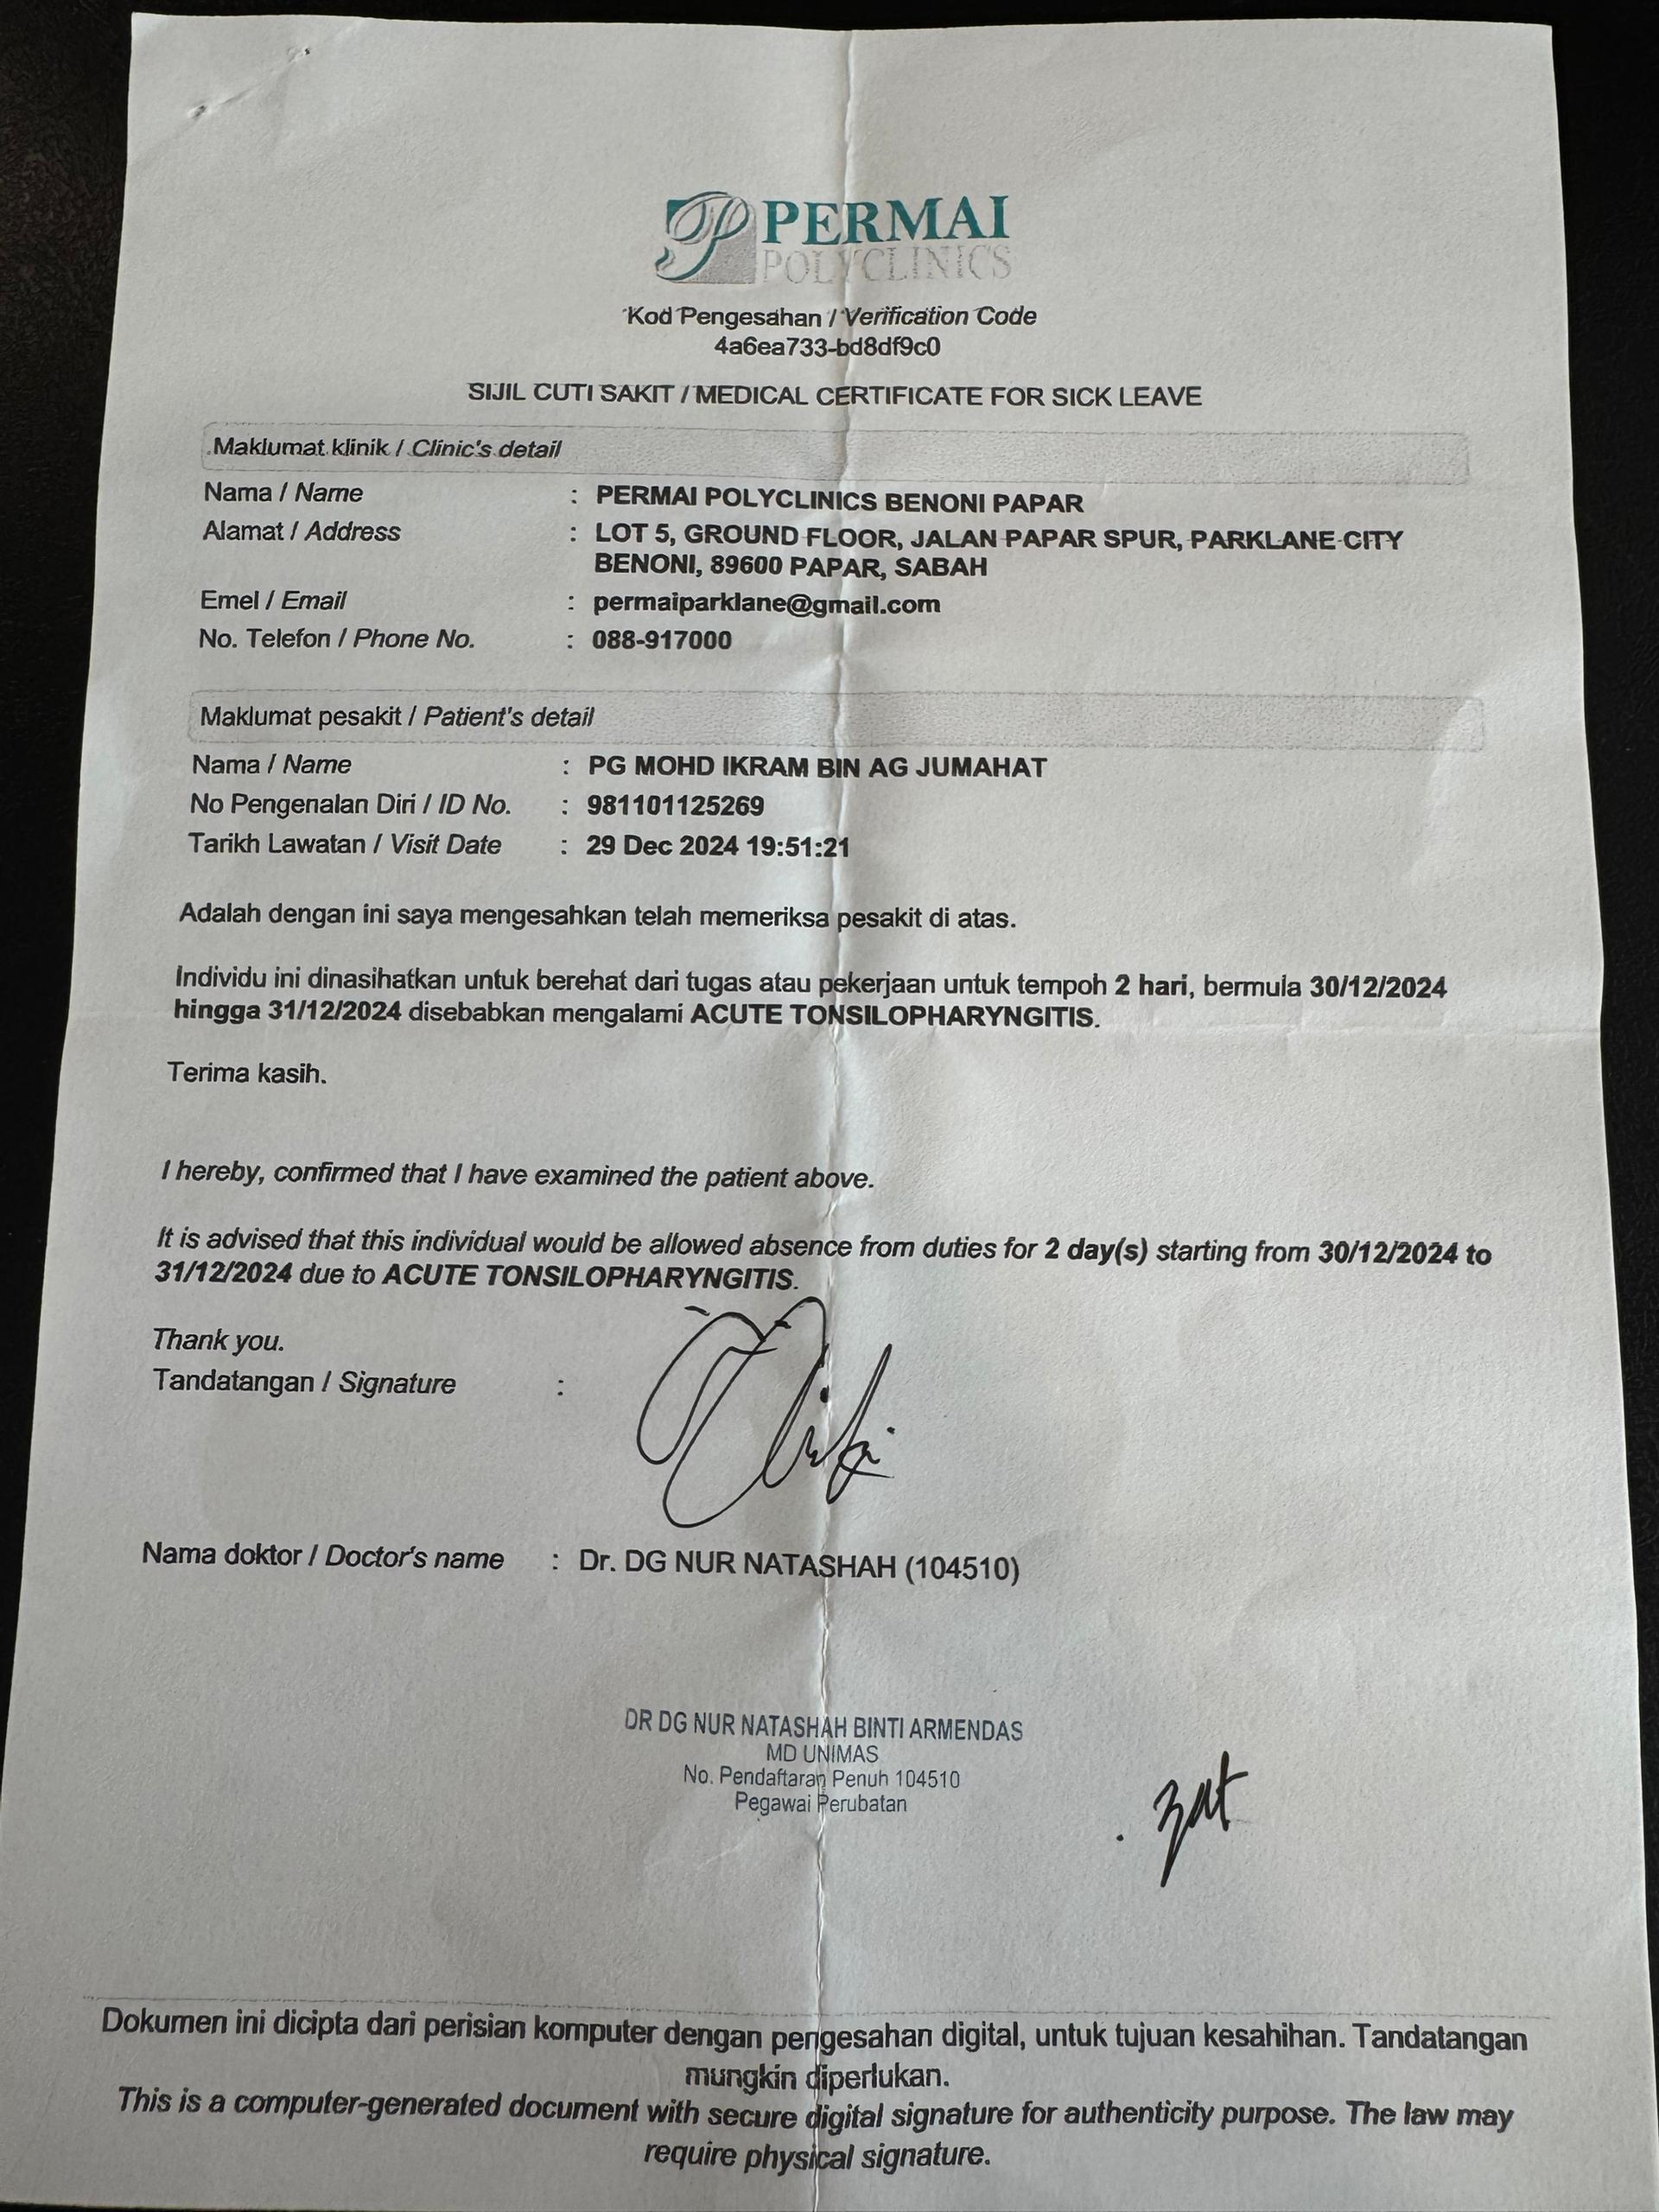 PERMAI
POLYCLINICS
Kod Pengesahan / Verification Code
4a6ea733-bd8df9c0
SIJIL CUTI SAKIT / MEDICAL CERTIFICATE FOR SICK LEAVE
Maklumat klinik / Clinic's detail
Nama / Name : PERMAI POLYCLINICS BENONI PAPAR
Alamat / Address : LOT 5, GROUND FLOOR, JALAN PAPAR SPUR, PARKLANE CITY
BENONI, 89600 PAPAR, SABAH
Emel / Email : permaiparklane@gmail.com
No. Telefon / Phone No. : 088-917000
Maklumat pesakit / Patient's detail
Nama / Name : PG MOHD IKRAM BIN AG JUMAHAT
No Pengenalan Diri / ID No. : 981101125269
Tarikh Lawatan / Visit Date : 29 Dec 2024 19:51:21
Adalah dengan ini saya mengesahkan telah memeriksa pesakit di atas.
Individu ini dinasihatkan untuk berehat dari tugas atau pekerjaan untuk tempoh 2 hari, bermula 30/12/2024
hingga 31/12/2024 disebabkan mengalami ACUTE TONSILOPHARYNGITIS.
Terima kasih.
I hereby, confirmed that I have examined the patient above.
It is advised that this individual would be allowed absence from duties for 2 day(s) starting from 30/12/2024 to
31/12/2024 due to ACUTE TONSILOPHARYNGITIS.
Thank you.
Tandatangan / Signature :
Nama doktor / Doctor's name : Dr. DG NUR NATASHAH (104510)
DR DG NUR NATASHAH BINTI ARMENDAS
MD UNIMAS
No. Pendaftaran Penuh 104510
Pegawai Perubatan
Dokumen ini dicipta dari perisian komputer dengan pengesahan digital, untuk tujuan kesahihan. Tandatangan
mungkin diperlukan.
This is a computer-generated document with secure digital signature for authenticity purpose. The law may
require physical signature.